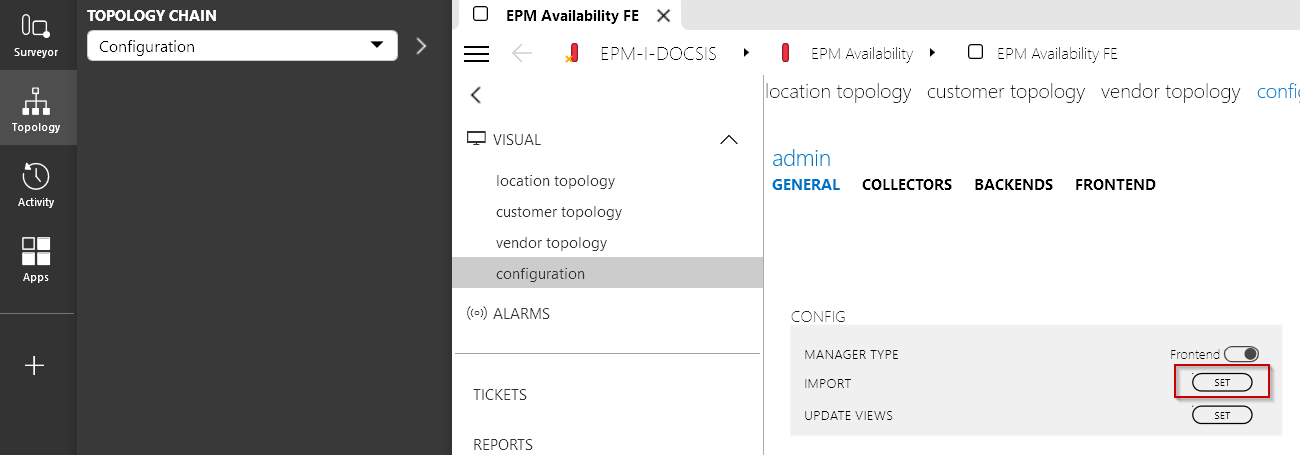 Surveyor
Topology
Activity
Apps
TOPOLOGY CHAIN
Configuration
EPM Availability FE
EPM-I-DOCSIS
EPM Availability
EPM Availability FE
VISUAL
location topology
customer topology
vendor topology
configuration
ALARMS
TICKETS
REPORTS
location topology customer topology vendor topology confi
admin
GENERAL COLLECTORS BACKENDS FRONTEND
CONFIG
MANAGER TYPE Frontend
IMPORT SET
UPDATE VIEWS SET